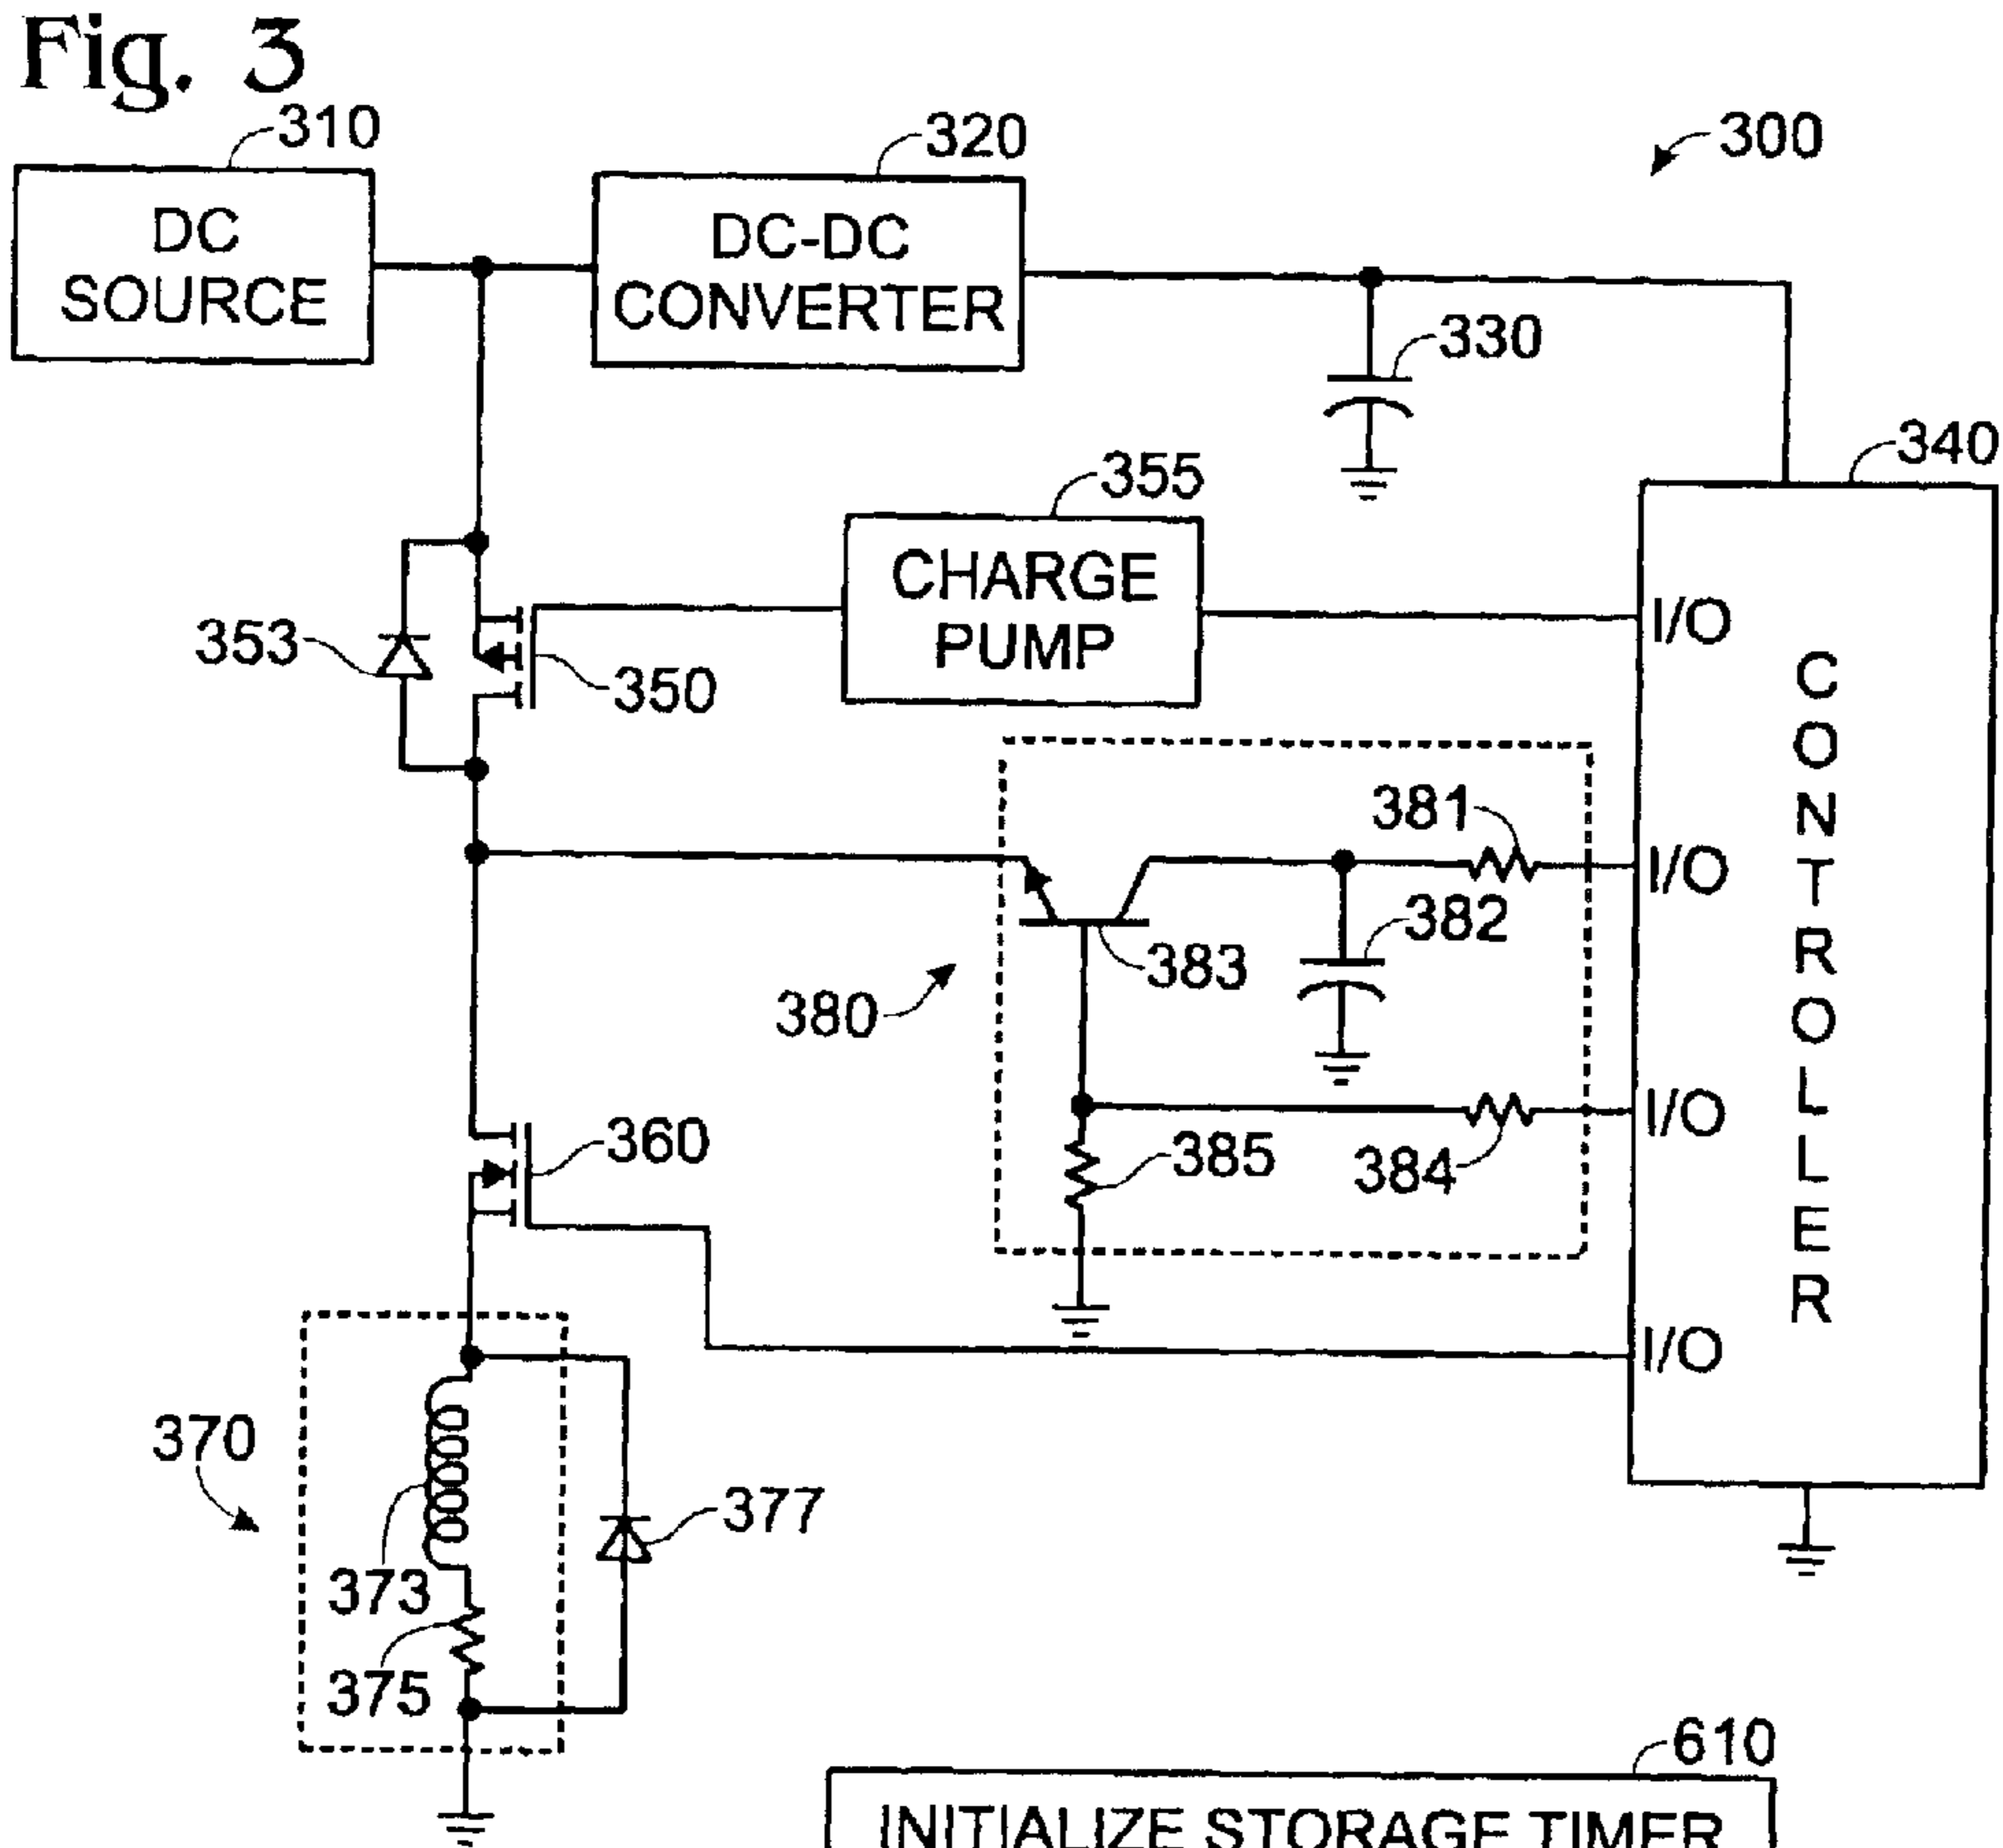 Fig. 3
310
320
300
DC
SOURCE
DC-DC
CONVERTER
330
340
355
CHARGE
PUMP
I/O
353
350
CONTROLLER
381
I/O
382
383
380
I/O
360
385
384
I/O
370
377
373
375
610
INITIALIZE STORAGE TIMER